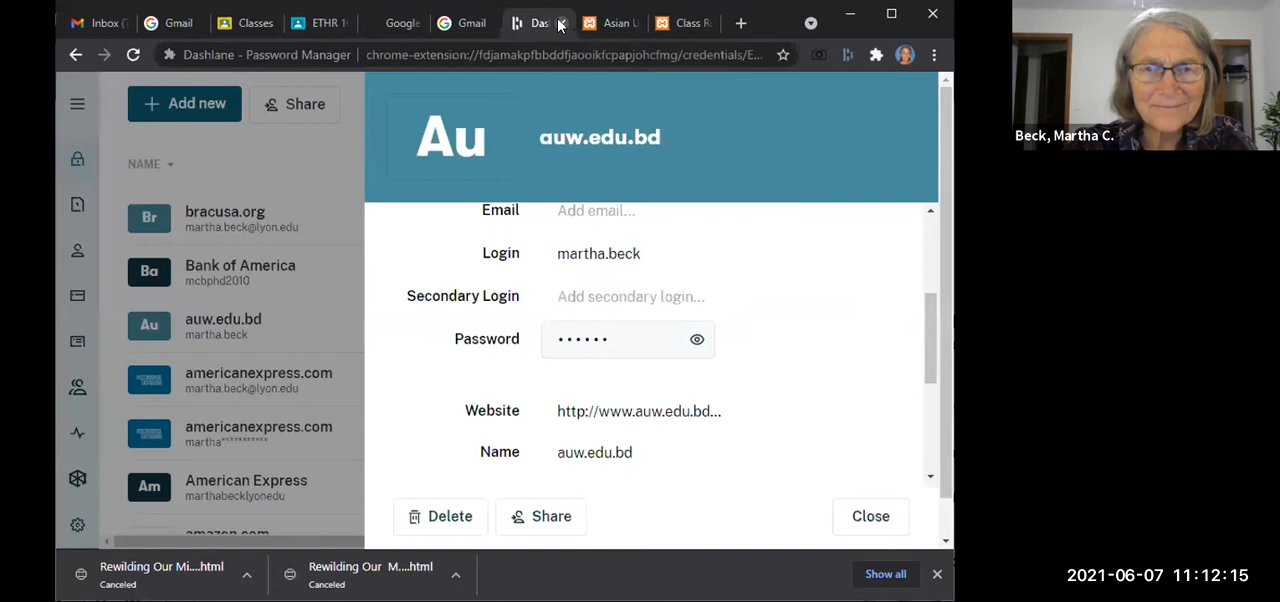 Inbox (
Gmail
Classes
ETHR 1
Google
Gmail
Das
Asian U
Class R
Dashlane - Password Manager
chrome-extension://fdjamakpfbbddfjaooikfcpapjohcfmg/credentials/E...
Add new
Share
NAME
Br
bracusa.org
martha.beck@lyon.edu
Ba
Bank of America
mcbphd2010
Au
auw.edu.bd
martha.beck
americanexpress.com
martha.beck@lyon.edu
americanexpress.com
martha**********
Am
American Express
marthabecklyonedu
amazon.com
Au
auw.edu.bd
Email
Add email...
Login
martha.beck
Secondary Login
Add secondary login...
Password
••••••
Website
http://www.auw.edu.bd...
Name
auw.edu.bd
Delete
Share
Close
Rewilding Our Mi....html
Canceled
Rewilding Our M....html
Canceled
Show all
Beck, Martha C.
2021-06-07 11:12:15